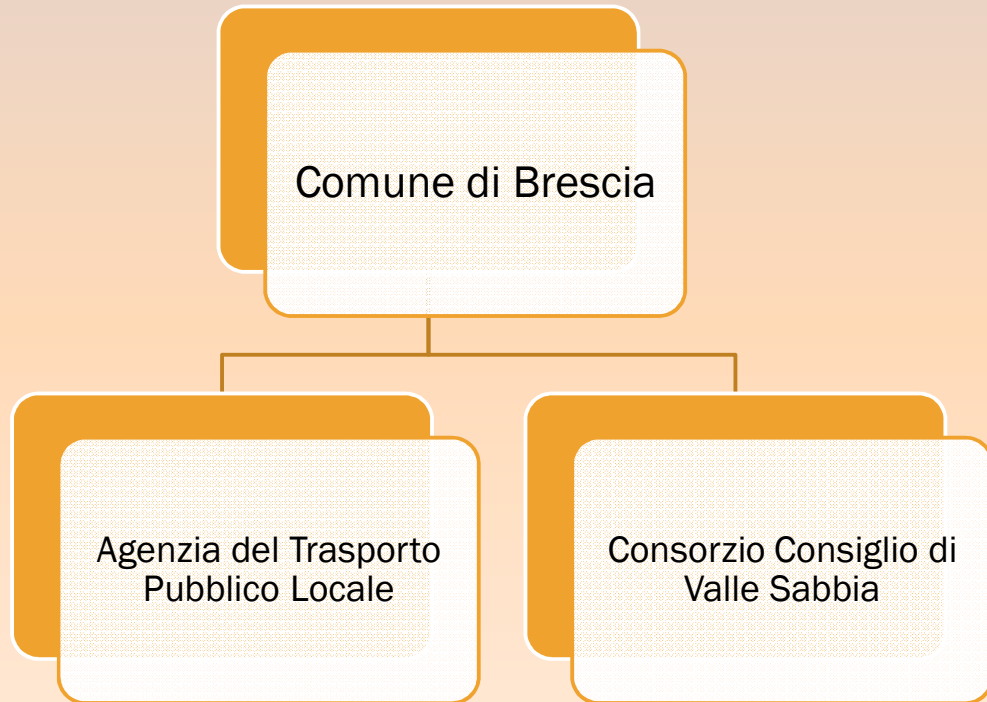 Comune di Brescia
Agenzia del Trasporto
Pubblico Locale
Consorzio Consiglio di
Valle Sabbia